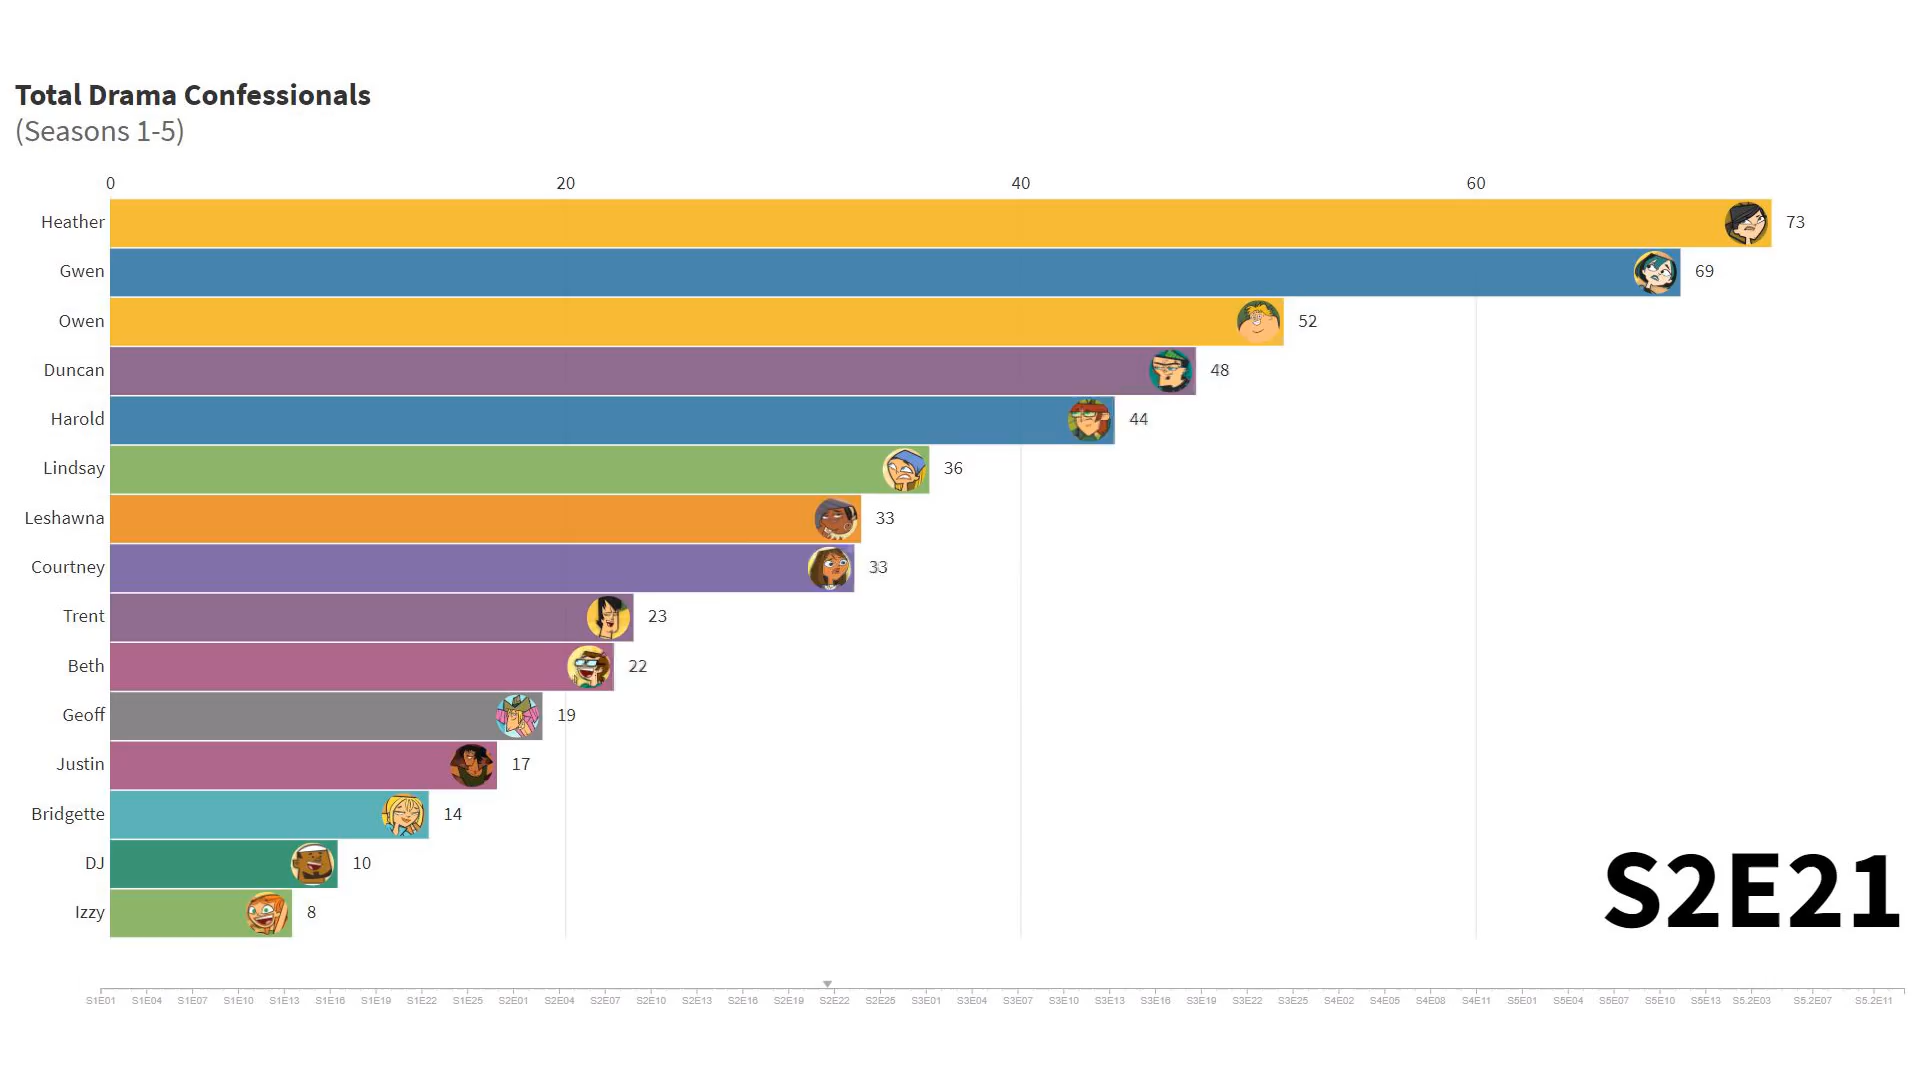 Total Drama Confessionals
(Seasons 1-5)
0 20 40 60
Heather 73
Gwen 69
Owen 52
Duncan 48
Harold 44
Lindsay 36
Leshawna 33
Courtney 33
Trent 23
Beth 22
Geoff 19
Justin 17
Bridgette 14
DJ 10
Izzy 8
S2E21
S1E01 S1E04 S1E07 S1E10 S1E13 S1E16 S1E19 S1E22 S1E25 S2E01 S2E04 S2E07 S2E10 S2E13 S2E16 S2E19 S2E22 S2E25 S3E01 S3E04 S3E07 S3E10 S3E13 S3E16 S3E19 S3E22 S3E25 S4E02 S4E05 S4E08 S4E11 S5E01 S5E04 S5E07 S5E10 S5E13 S5.2E03 S5.2E07 S5.2E11